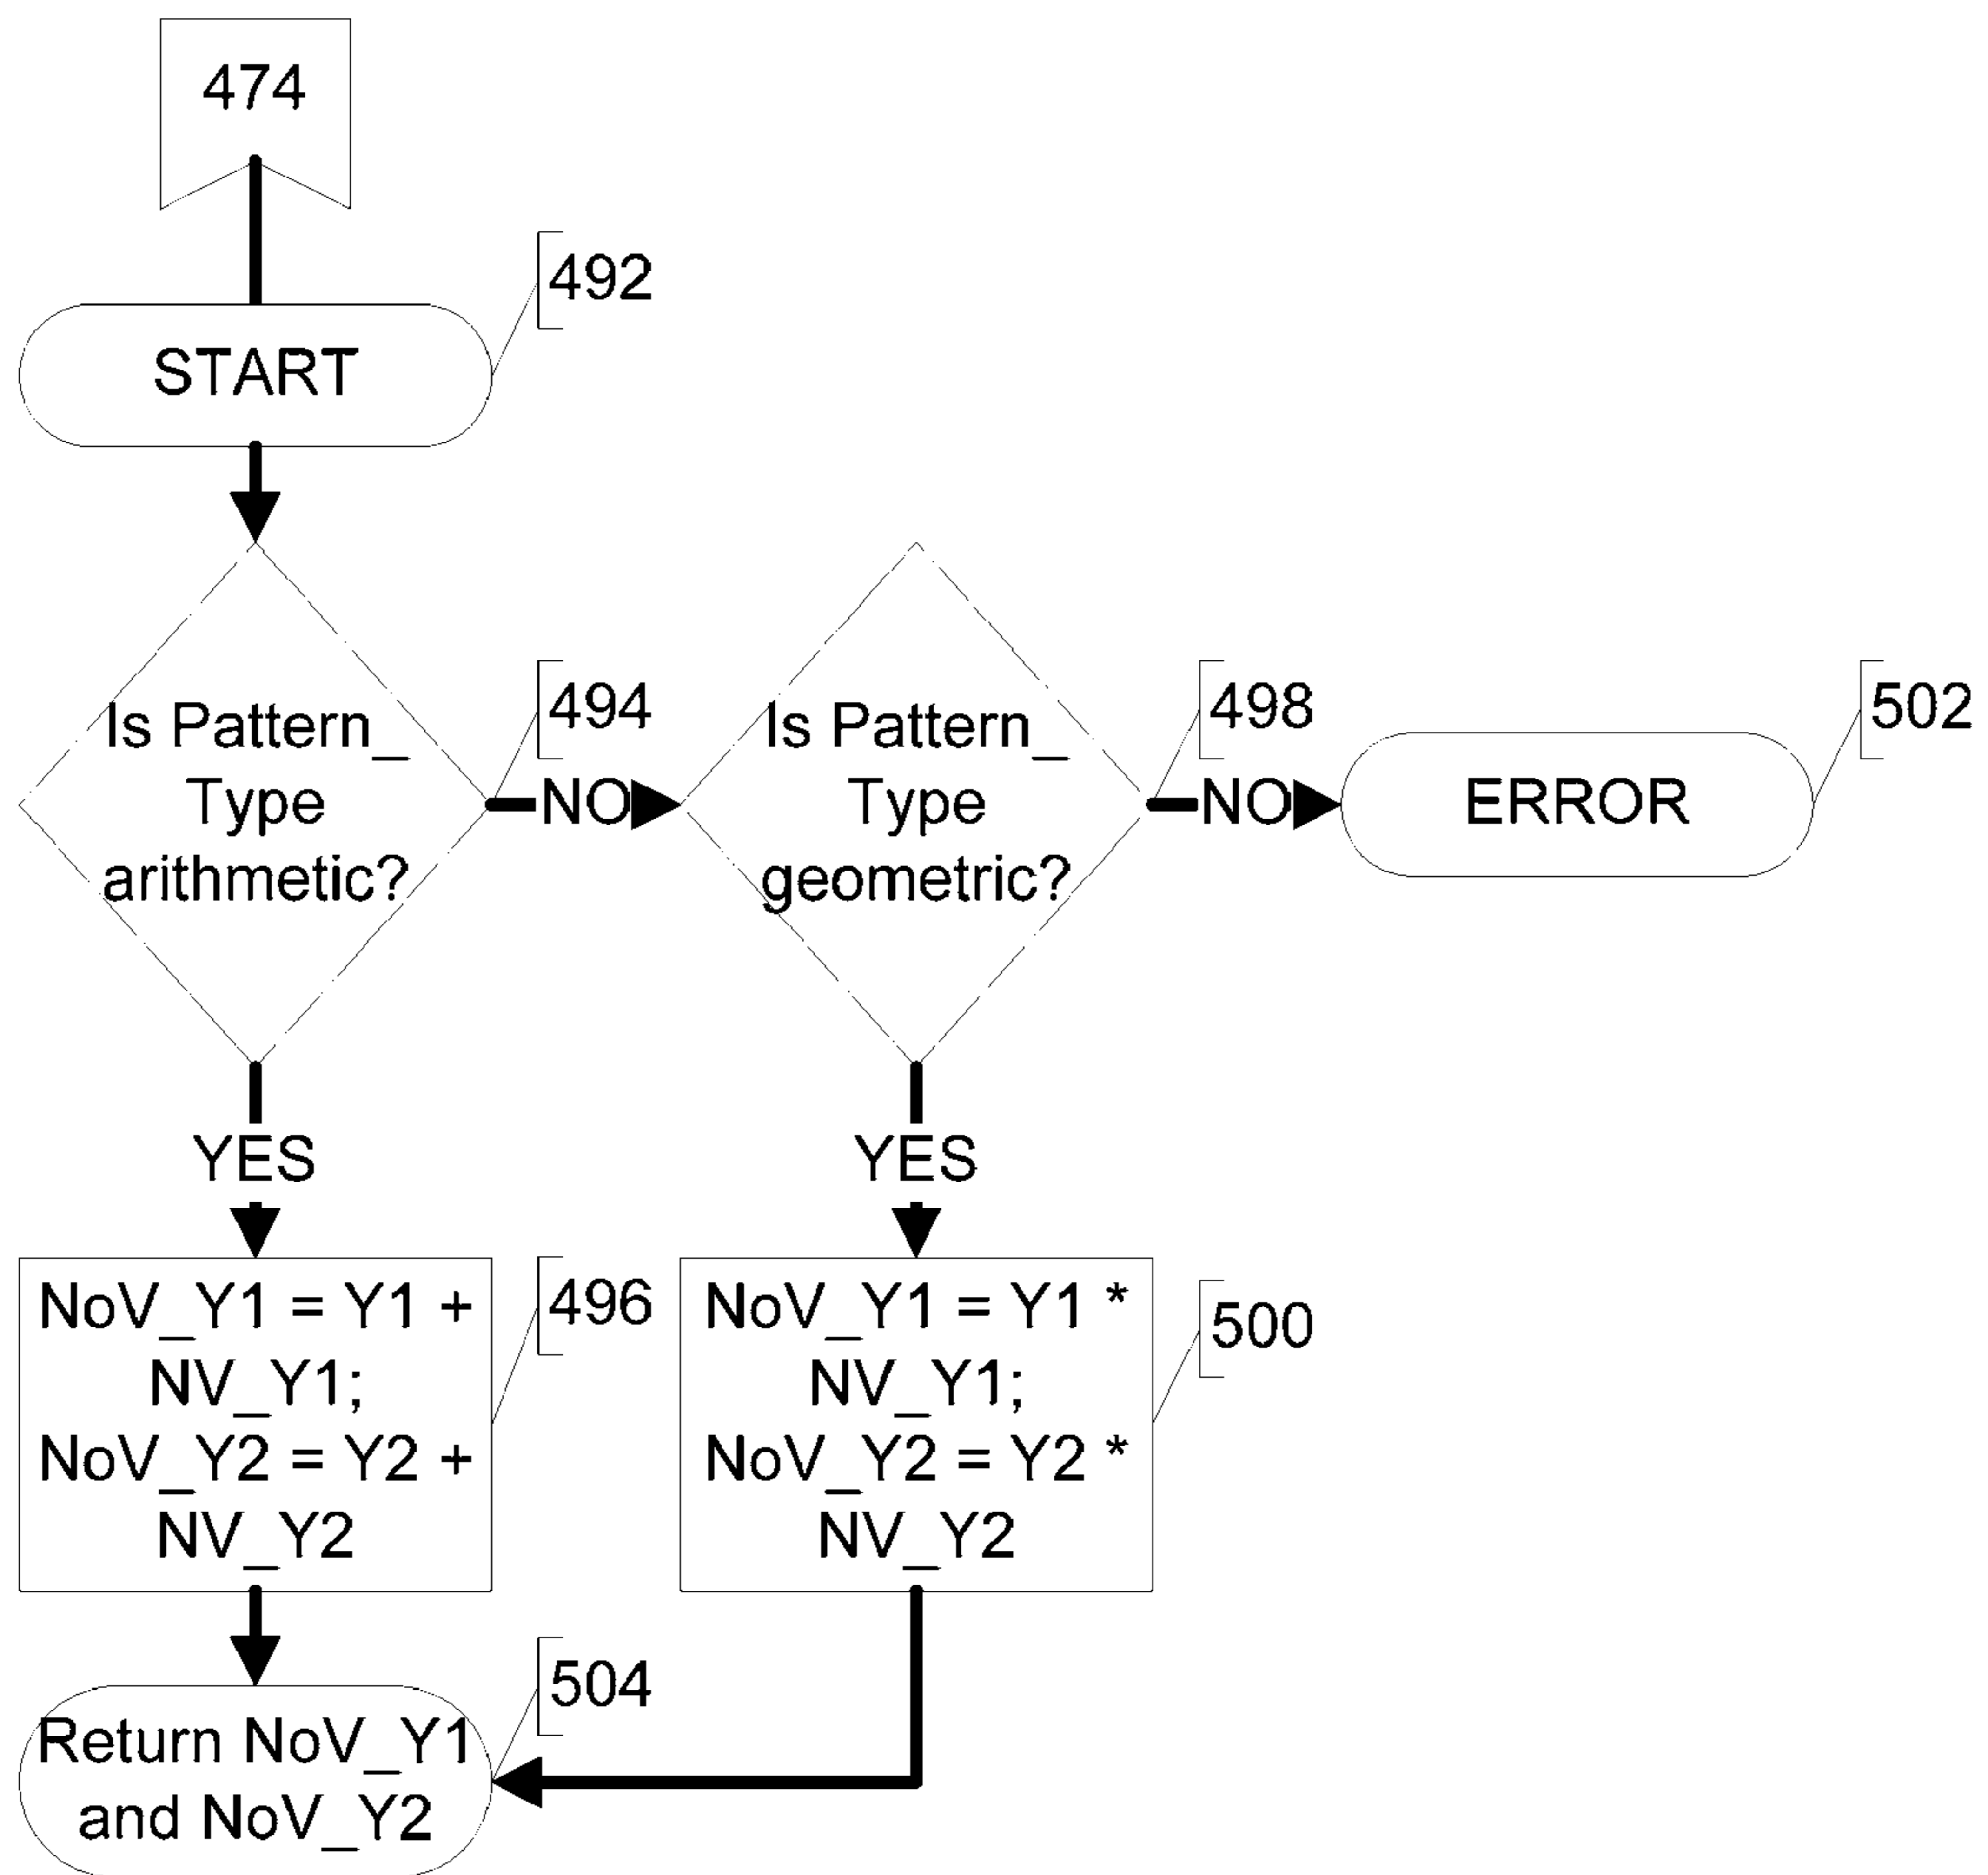 474
492
START
494
Is Pattern_
Type
arithmetic?
NO
498
Is Pattern_
Type
geometric?
NO
502
ERROR
YES
YES
496
NoV_Y1 = Y1 +
NV_Y1;
NoV_Y2 = Y2 +
NV_Y2
500
NoV_Y1 = Y1 *
NV_Y1;
NoV_Y2 = Y2 *
NV_Y2
504
Return NoV_Y1
and NoV_Y2